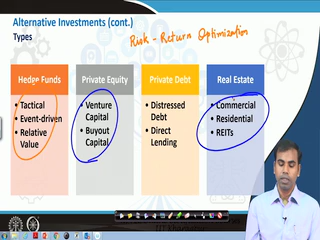 Alternative Investments (cont.)
Types
Risk - Return Optimization
Hedge Funds
• Tactical
• Event-driven
• Relative
Value
Private Equity
• Venture
Capital
• Buyout
Capital
Private Debt
• Distressed
Debt
• Direct
Lending
Real Estate
• Commercial
• Residential
• REITs